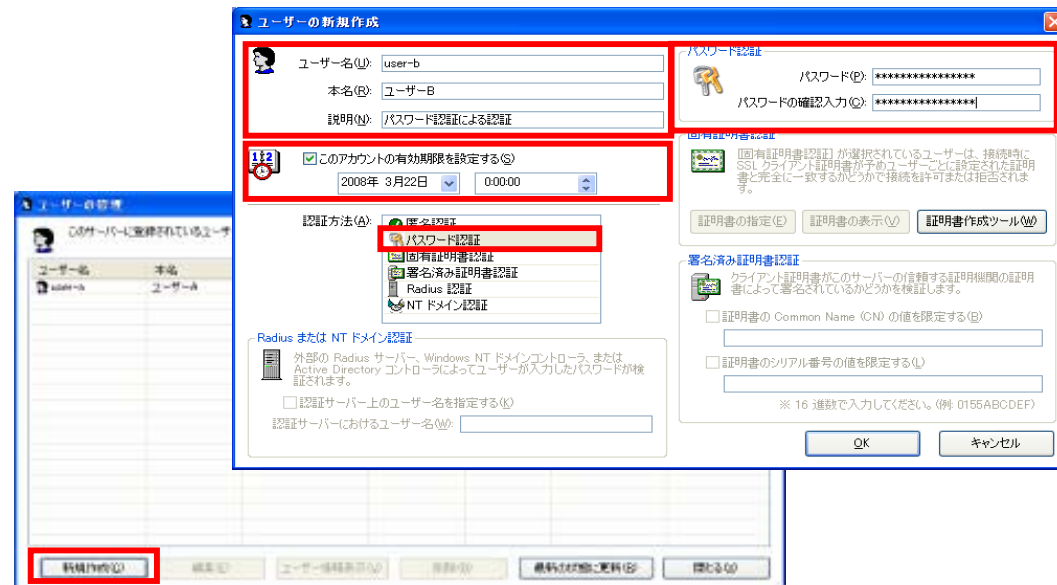 ユーザーの新規作成
ユーザー名(U): user-b
本名(R): ユーザーB
説明(N): パスワード認証による認証
このアカウントの有効期限を設定する(S)
2008年 3月22日 0:00:00
認証方法(A): 匿名認証
パスワード認証
固有証明書認証
署名済み証明書認証
Radius 認証
NT ドメイン認証
Radius または NT ドメイン認証
外部の Radius サーバー、Windows NT ドメインコントローラ、または
Active Directory コントローラによってユーザーが入力したパスワードが検
証されます。
認証サーバー上のユーザー名を指定する(K)
認証サーバーにおけるユーザー名(W):
パスワード認証
パスワード(P): ****************
パスワードの確認入力(C): ****************
固有証明書認証
[固有証明書認証] が選択されているユーザーは、接続時に
SSL クライアント証明書が予めユーザーごとに設定された証明
書と完全に一致するかどうかで接続を許可または拒否されま
す。
証明書の指定(E) 証明書の表示(V) 証明書作成ツール(W)
署名済み証明書認証
クライアント証明書がこのサーバーの信頼する証明機関の証明
書によって署名されているかどうかを検証します。
証明書の Common Name (CN) の値を限定する(B)
証明書のシリアル番号の値を限定する(L)
※ 16 進数で入力してください。(例: 0155ABCDEF)
OK キャンセル
ユーザーの管理
このサーバーに登録されているユーザ
ユーザー名 本名
user-a ユーザーA
新規作成(C) 編集(E) ユーザー情報表示(V) 削除(D) 最新の状態に更新(R) 閉じる(X)